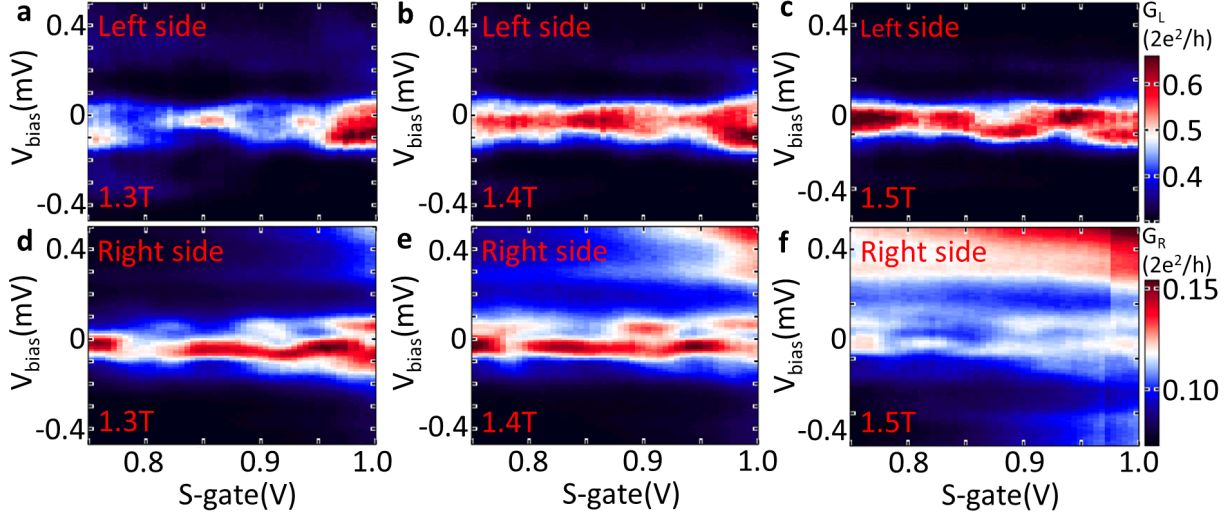 a
b
c
0.4
0
-0.4
V_bias(mV)
Left side
1.3T
0.4
0
-0.4
V_bias(mV)
Left side
1.4T
0.4
0
-0.4
V_bias(mV)
Left side
1.5T
G_L
(2e²/h)
0.6
0.5
0.4
d
e
f
0.4
0
-0.4
V_bias(mV)
Right side
1.3T
0.8
0.9
1.0
S-gate(V)
0.4
0
-0.4
V_bias(mV)
Right side
1.4T
0.8
0.9
1.0
S-gate(V)
0.4
0
-0.4
V_bias(mV)
Right side
1.5T
0.8
0.9
1.0
S-gate(V)
G_R
(2e²/h)
0.15
0.10